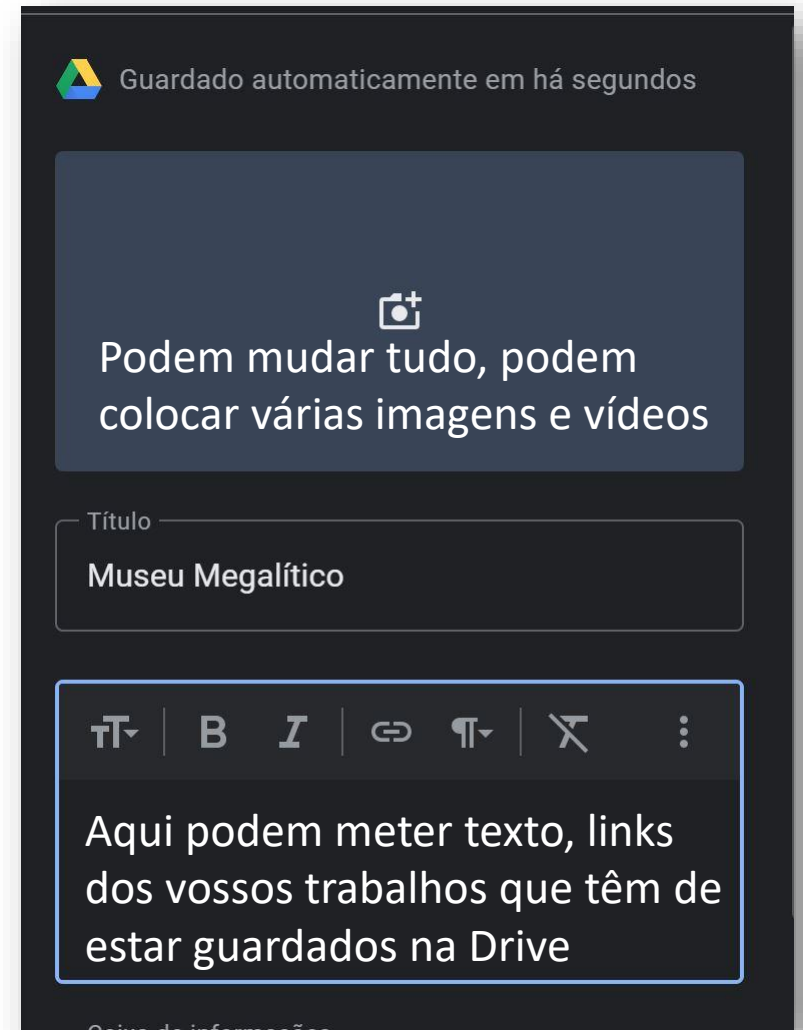 Guardado automaticamente em há segundos
Podem mudar tudo, podem
colocar várias imagens e vídeos
Título
Museu Megalítico
Aqui podem meter texto, links
dos vossos trabalhos que têm de
estar guardados na Drive